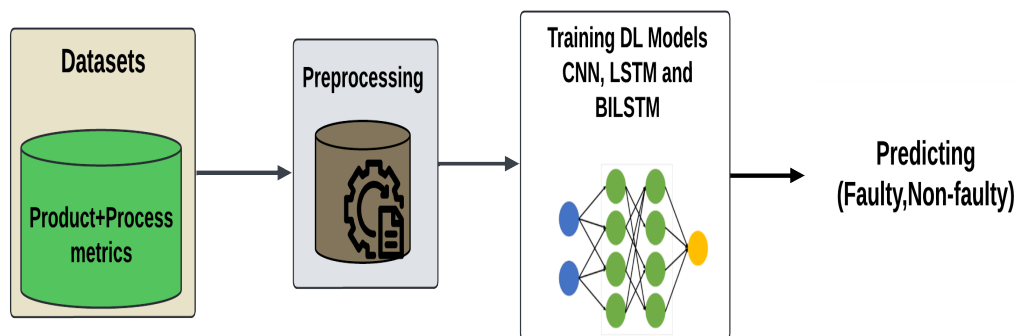 Datasets
Product+Process
metrics
Preprocessing
Training DL Models
CNN, LSTM and
BILSTM
Predicting
(Faulty,Non-faulty)